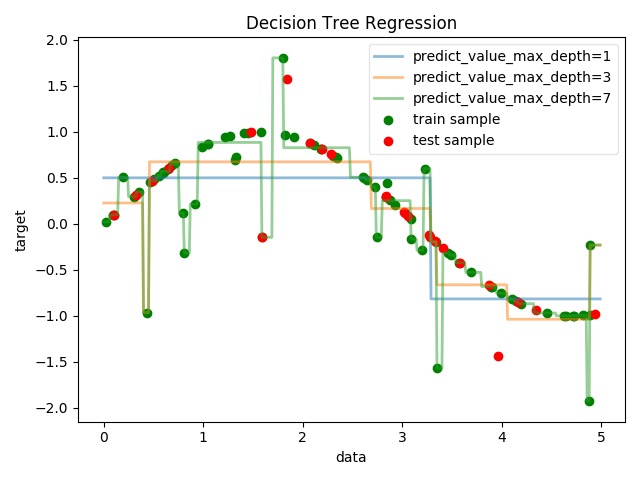 Decision Tree Regression
predict_value_max_depth=1
predict_value_max_depth=3
predict_value_max_depth=7
train sample
test sample
target
2.0
1.5
1.0
0.5
0.0
−0.5
−1.0
−1.5
−2.0
0 1 2 3 4 5
data